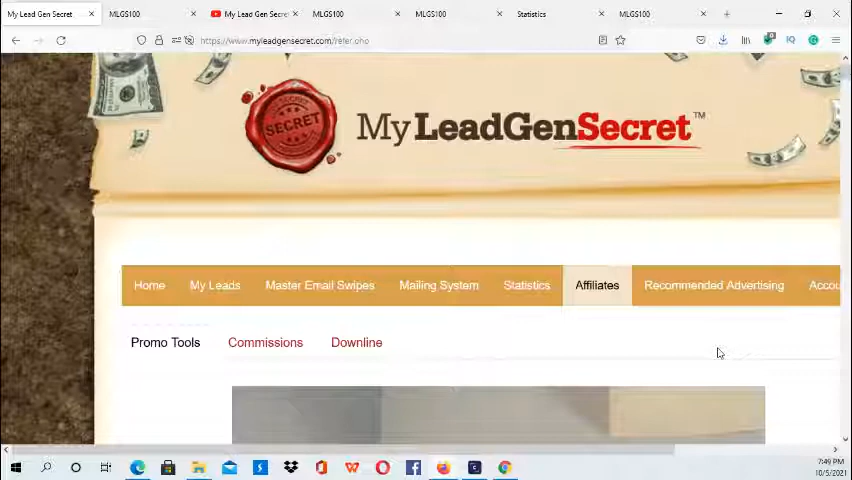 My Lead Gen Secret
MLGS100
My Lead Gen Secret
MLGS100
MLGS100
Statistics
MLGS100
https://www.myleadgensecret.com/refer.php
SECRET
MyLeadGenSecret™
Home My Leads Master Email Swipes Mailing System Statistics Affiliates Recommended Advertising Accou
Promo Tools Commissions Downline
7:49 PM
10/5/2021